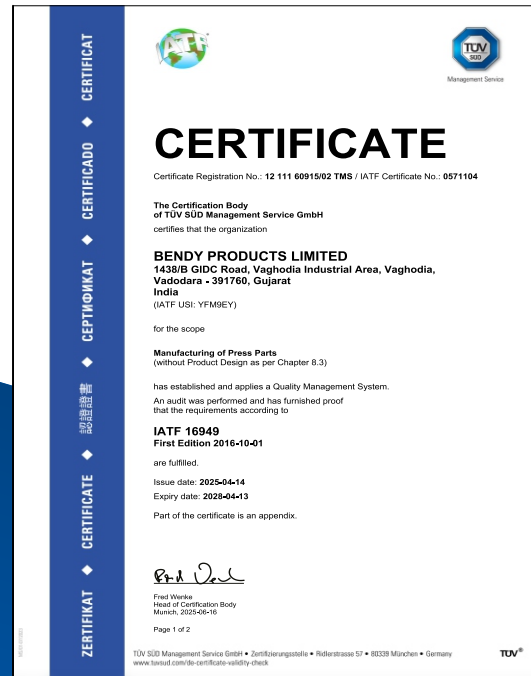 IATF
TÜV
SÜD
Management Service
CERTIFICATE
Certificate Registration No.: 12 111 60915/02 TMS / IATF Certificate No.: 0571104
The Certification Body
of TÜV SÜD Management Service GmbH
certifies that the organization
BENDY PRODUCTS LIMITED
1438/B GIDC Road, Vaghodia Industrial Area, Vaghodia,
Vadodara - 391760, Gujarat
India
(IATF USI: YFM9EY)
for the scope
Manufacturing of Press Parts
(without Product Design as per Chapter 8.3)
has established and applies a Quality Management System.
An audit was performed and has furnished proof
that the requirements according to
IATF 16949
First Edition 2016-10-01
are fulfilled.
Issue date: 2025-04-14
Expiry date: 2028-04-13
Part of the certificate is an appendix.
Fred Wenke
Head of Certification Body
Munich, 2025-06-16
Page 1 of 2
TÜV SÜD Management Service GmbH • Zertifizierungsstelle • Ridlerstrasse 57 • 80339 München • Germany
www.tuvsud.com/de-certificate-validity-check
TÜV®
ZERTIFIKAT ◆ CERTIFICATE ◆ 認證證書 ◆ СЕРТИФИКАТ ◆ CERTIFICADO ◆ CERTIFICAT